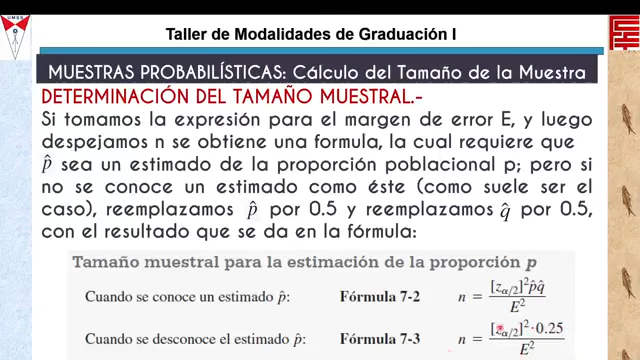 UMSS
Taller de Modalidades de Graduación I
MUESTRAS PROBABILÍSTICAS: Cálculo del Tamaño de la Muestra
DETERMINACIÓN DEL TAMAÑO MUESTRAL.-
Si tomamos la expresión para el margen de error E, y luego
despejamos n se obtiene una formula, la cual requiere que
p̂ sea un estimado de la proporción poblacional p; pero si
no se conoce un estimado como éste (como suele ser el
caso), reemplazamos p̂ por 0.5 y reemplazamos q̂ por 0.5,
con el resultado que se da en la fórmula:
Tamaño muestral para la estimación de la proporción p
Cuando se conoce un estimado p̂: Fórmula 7-2 n = [z_{α/2}]² p̂q̂ / E²
Cuando se desconoce el estimado p̂: Fórmula 7-3 n = [z_{α/2}]² · 0.25 / E²